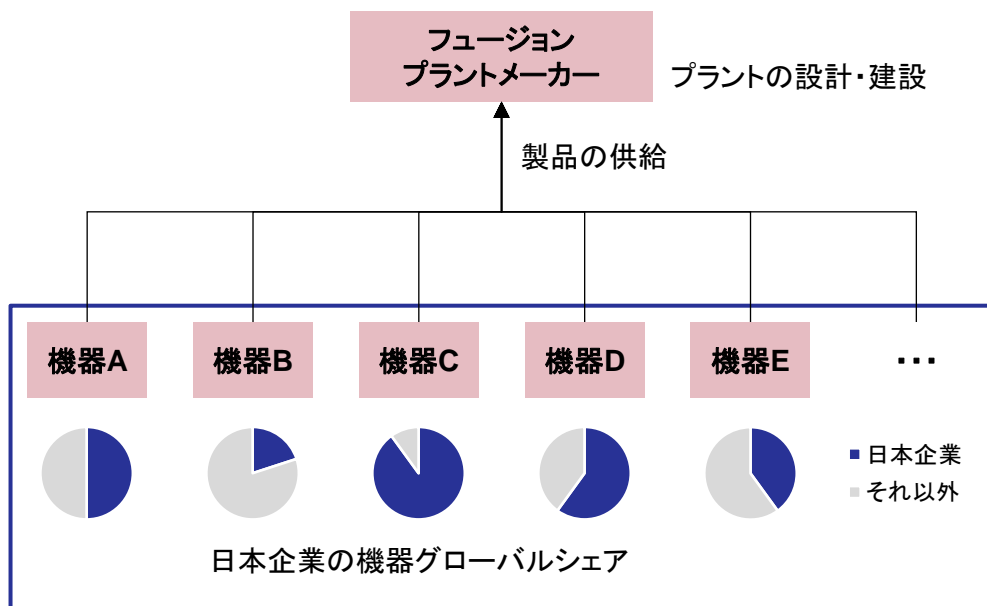 フュージョン
プラントメーカー
プラントの設計・建設
製品の供給
機器A
機器B
機器C
機器D
機器E
・・・
日本企業
それ以外
日本企業の機器グローバルシェア